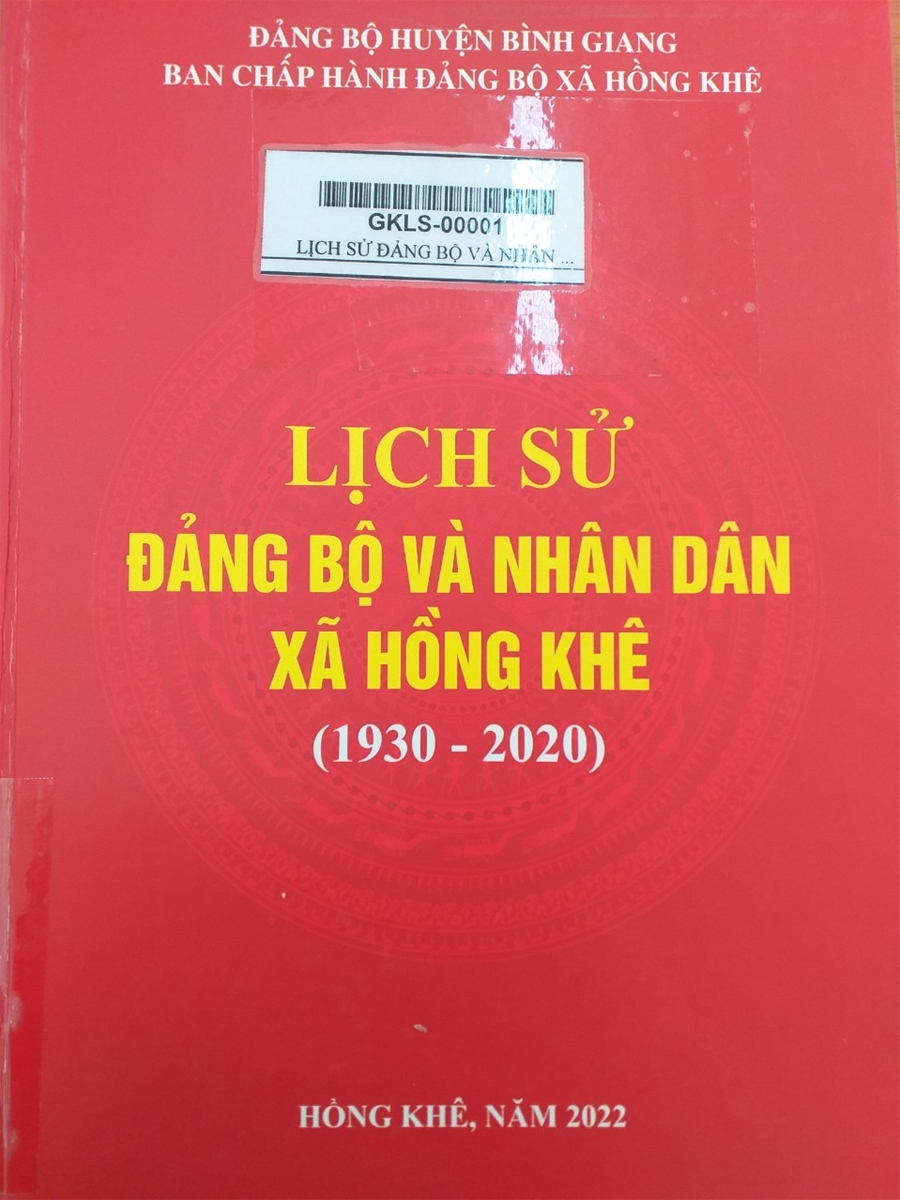 ĐẢNG BỘ HUYỆN BÌNH GIANG
BAN CHẤP HÀNH ĐẢNG BỘ XÃ HỒNG KHÊ
GKLS-00001
LỊCH SỬ ĐẢNG BỘ VÀ NHÂN ...
LỊCH SỬ
ĐẢNG BỘ VÀ NHÂN DÂN
XÃ HỒNG KHÊ
(1930 - 2020)
HỒNG KHÊ, NĂM 2022